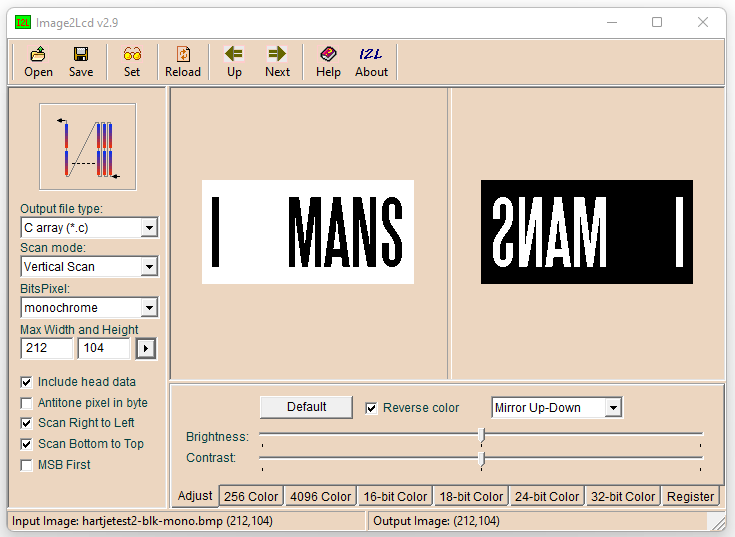 I2L Image2Lcd v2.9
Open Save Set Reload Up Next Help I2L About
Output file type:
C array (*.c)
Scan mode:
Vertical Scan
BitsPixel:
monochrome
Max Width and Height
212 104
Include head data
Antitone pixel in byte
Scan Right to Left
Scan Bottom to Top
MSB First
I MANS
I MANS
Default Reverse color Mirror Up-Down
Brightness:
Contrast:
Adjust 256 Color 4096 Color 16-bit Color 18-bit Color 24-bit Color 32-bit Color Register
Input Image: hartjetest2-blk-mono.bmp (212,104) Output Image: (212,104)